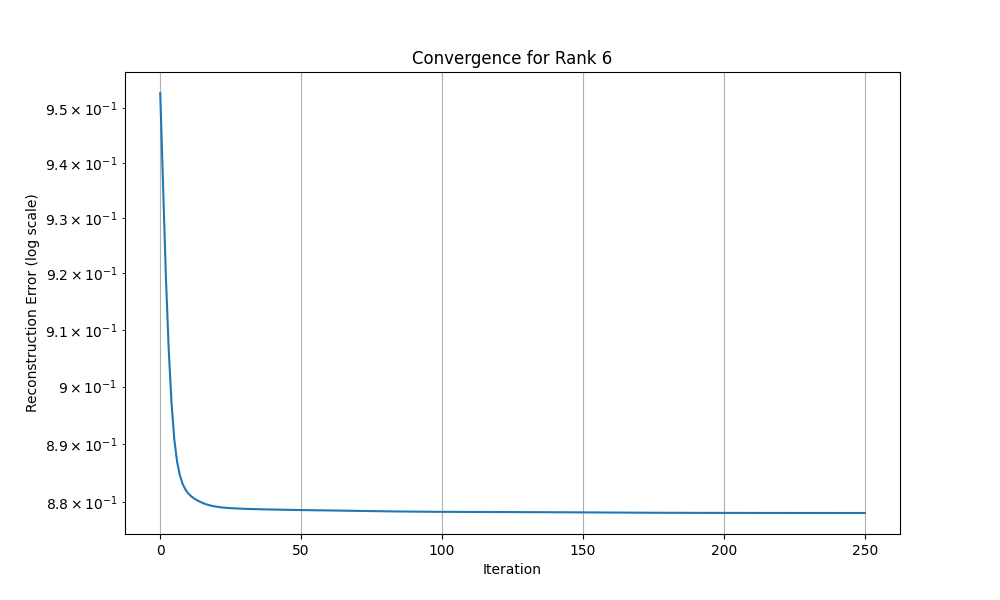 Convergence for Rank 6
Reconstruction Error (log scale)
9.5 × 10⁻¹
9.4 × 10⁻¹
9.3 × 10⁻¹
9.2 × 10⁻¹
9.1 × 10⁻¹
9 × 10⁻¹
8.9 × 10⁻¹
8.8 × 10⁻¹
0 50 100 150 200 250
Iteration